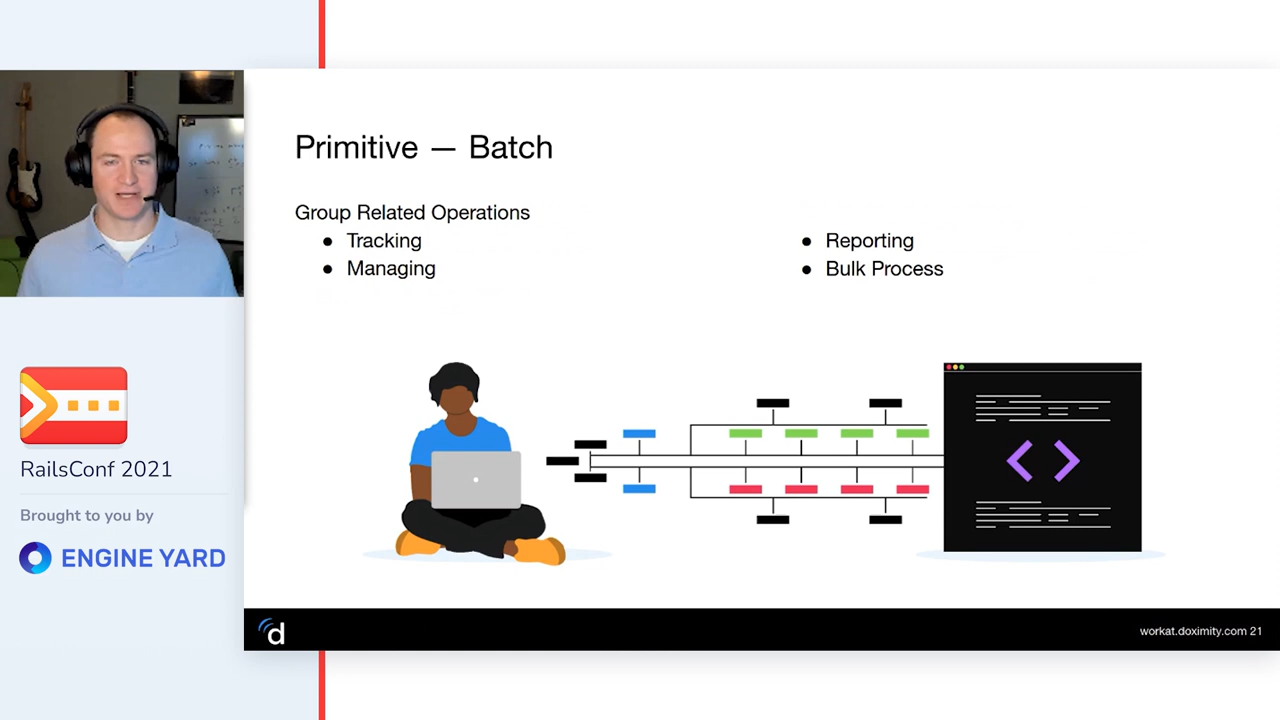 Primitive — Batch
Group Related Operations
● Tracking
● Managing
● Reporting
● Bulk Process
RailsConf 2021
Brought to you by
ENGINE YARD
d
workat.doximity.com 21